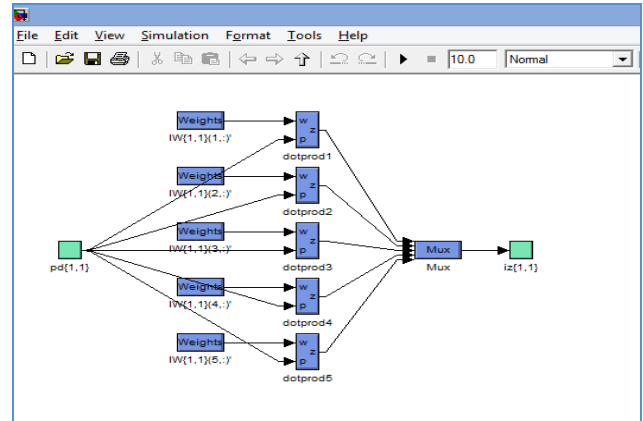 File Edit View Simulation Format Tools Help
10.0 Normal
Weights
IW{1,1}(1,:)'
w
p
z
dotprod1
Weights
IW{1,1}(2,:)'
w
p
z
dotprod2
Weights
IW{1,1}(3,:)'
w
p
z
dotprod3
pd{1,1}
Mux
Mux
iz{1,1}
Weights
IW{1,1}(4,:)'
w
p
z
dotprod4
Weights
IW{1,1}(5,:)'
w
p
z
dotprod5